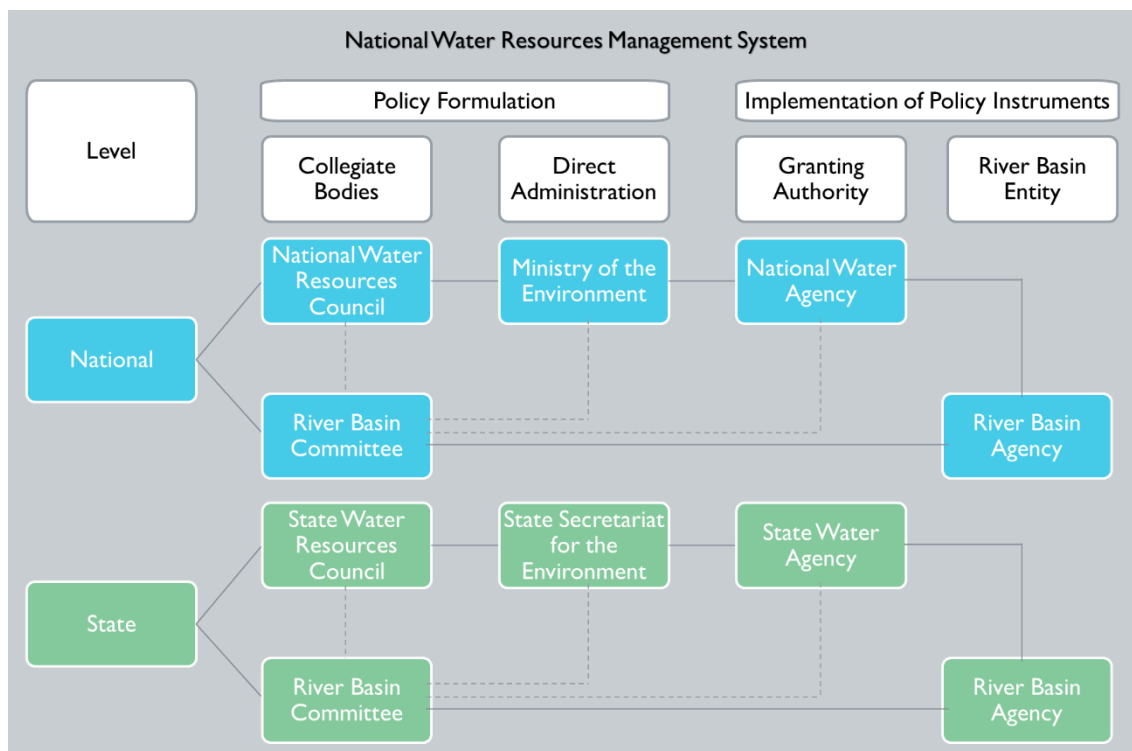 National Water Resources Management System
Policy Formulation
Implementation of Policy Instruments
Level
Collegiate
Bodies
Direct
Administration
Granting
Authority
River Basin
Entity
National Water
Resources
Council
Ministry of the
Environment
National Water
Agency
National
River Basin
Committee
River Basin
Agency
State Water
Resources
Council
State Secretariat
for the
Environment
State Water
Agency
State
River Basin
Committee
River Basin
Agency